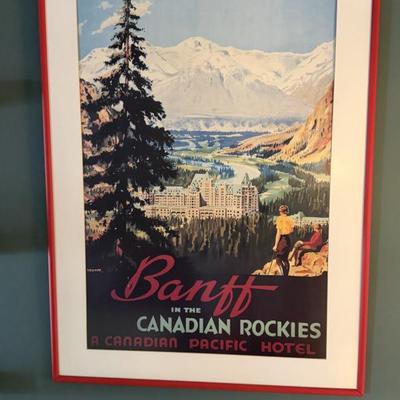 Banff
IN THE
CANADIAN ROCKIES
A CANADIAN PACIFIC HOTEL